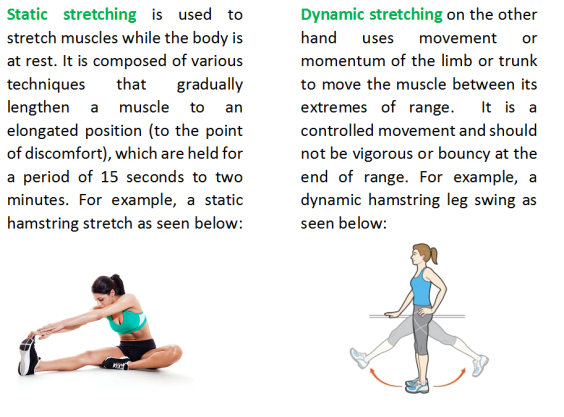 Static stretching is used to
stretch muscles while the body is
at rest. It is composed of various
techniques that gradually
lengthen a muscle to an
elongated position (to the point
of discomfort), which are held for
a period of 15 seconds to two
minutes. For example, a static
hamstring stretch as seen below:
Dynamic stretching on the other
hand uses movement or
momentum of the limb or trunk
to move the muscle between its
extremes of range. It is a
controlled movement and should
not be vigorous or bouncy at the
end of range. For example, a
dynamic hamstring leg swing as
seen below: